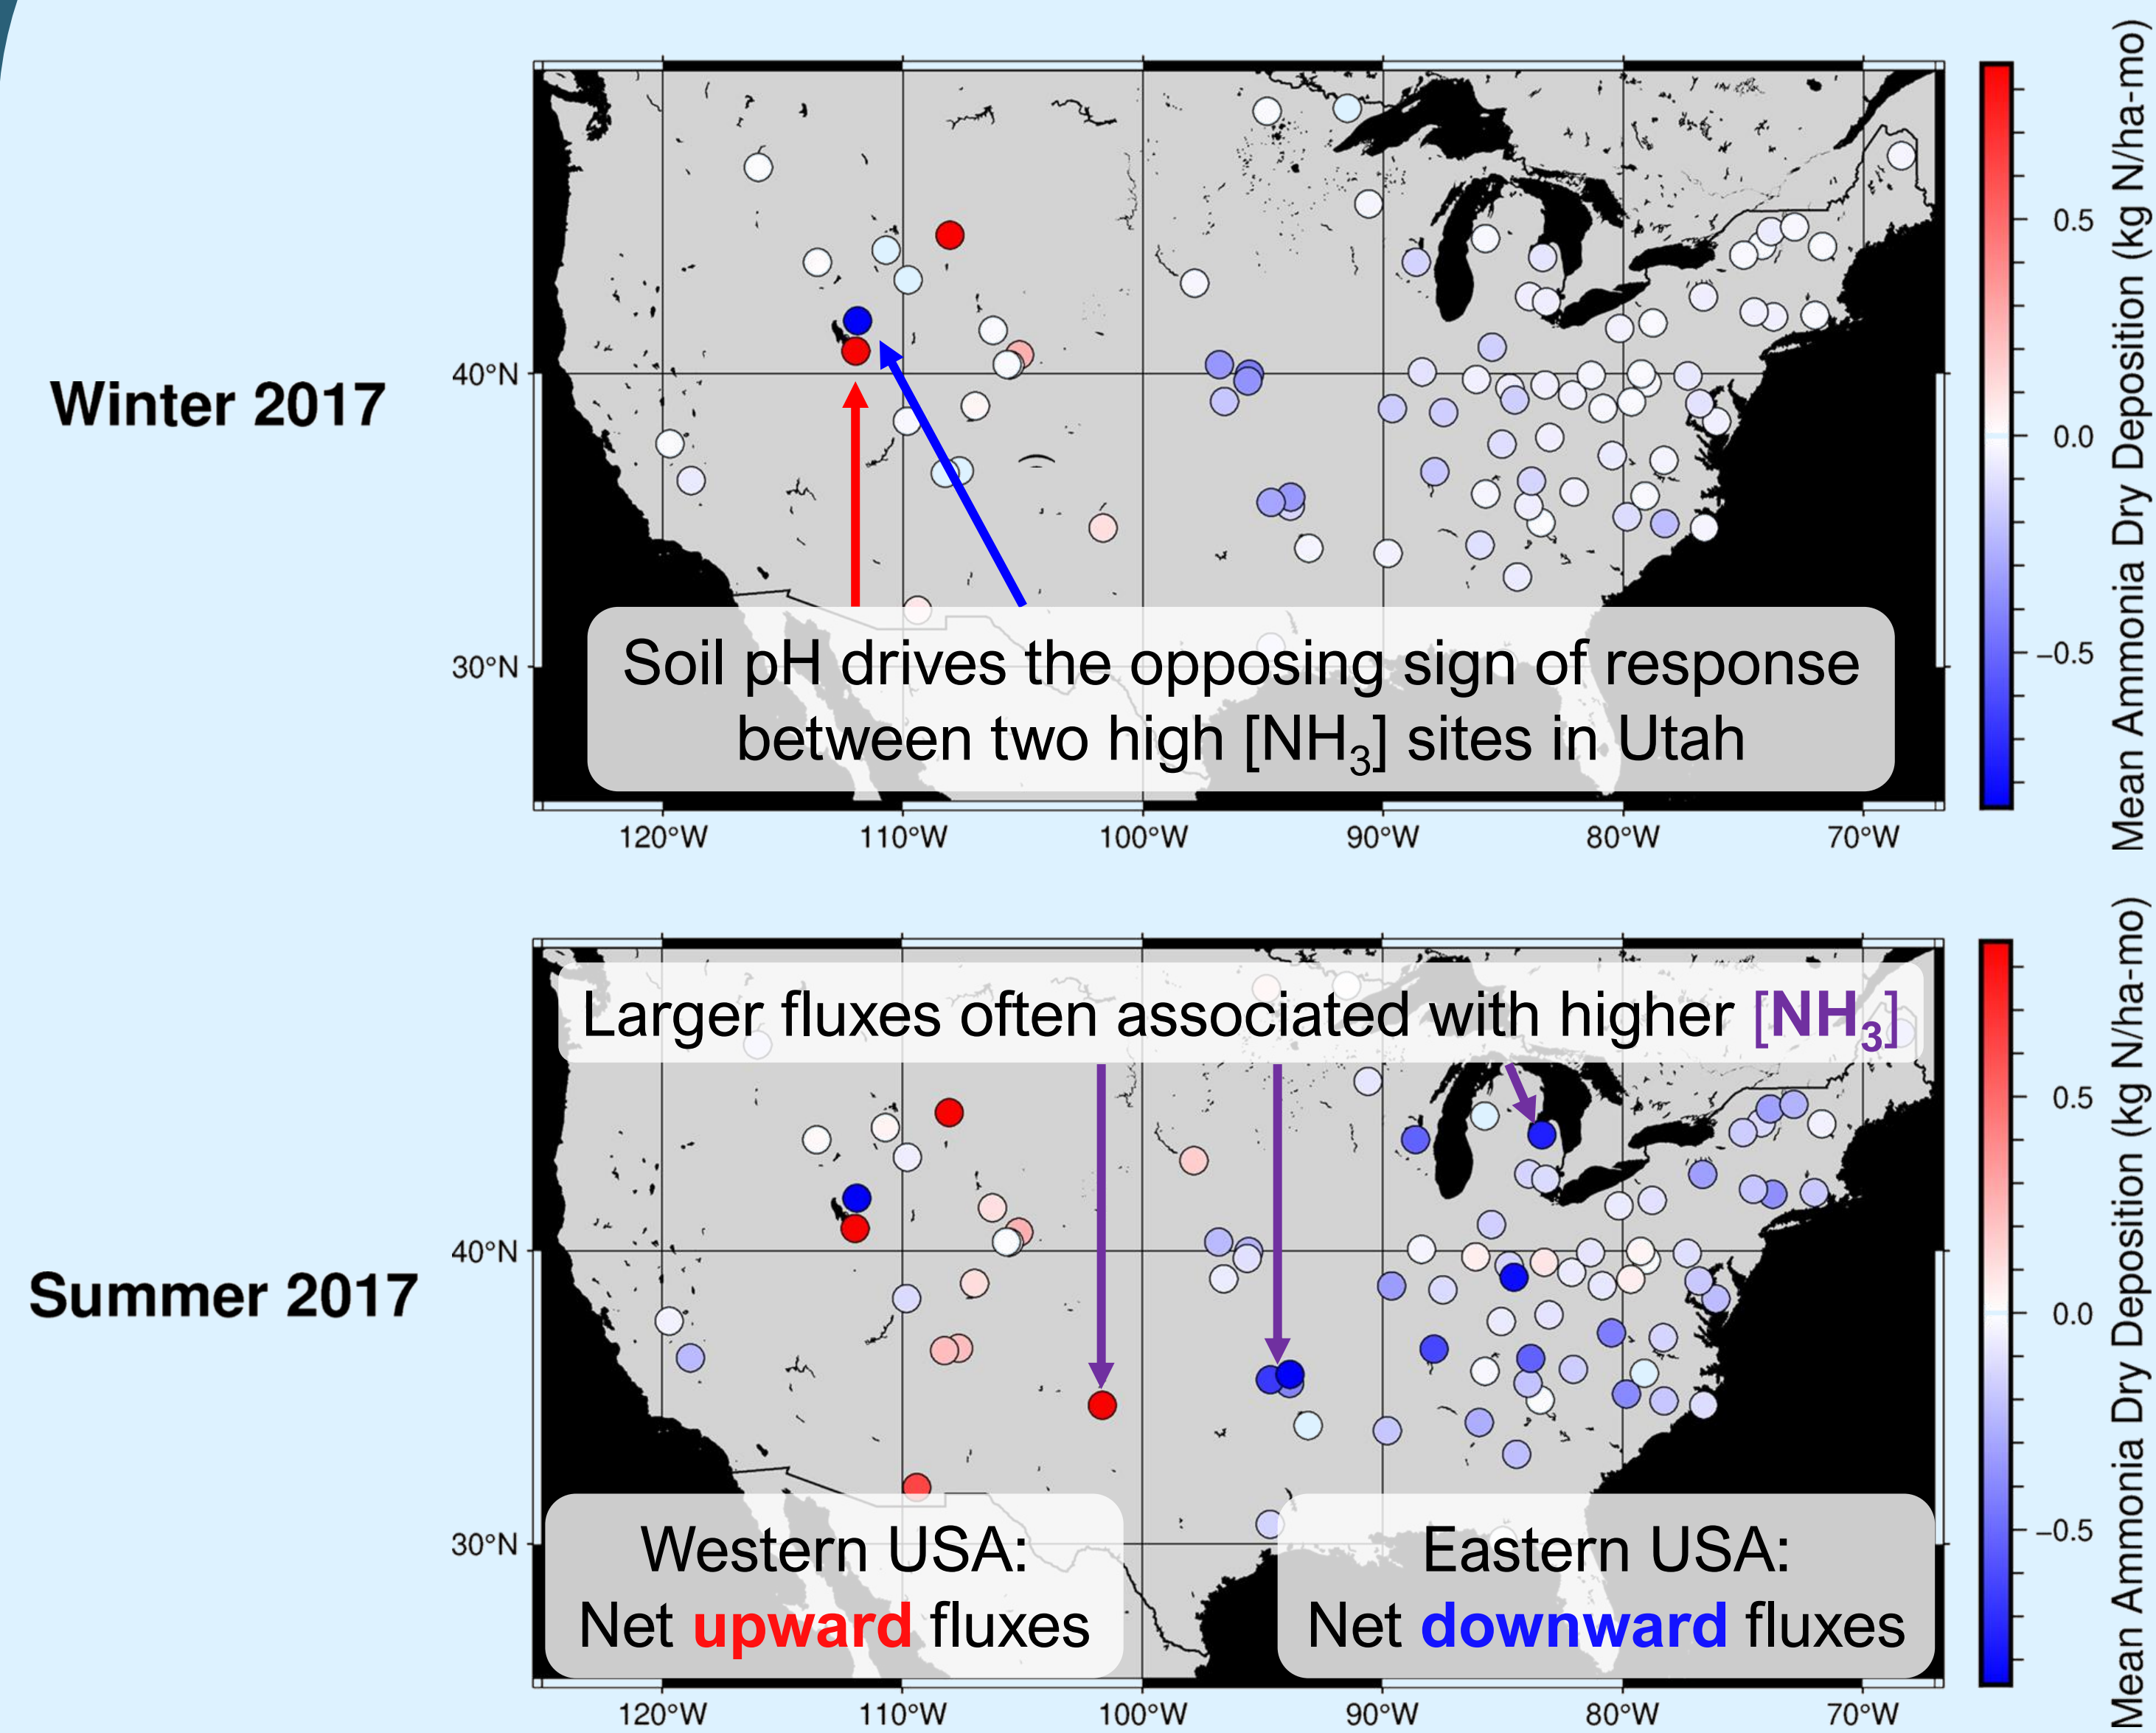 Winter 2017
40°N
30°N
120°W
110°W
100°W
90°W
80°W
70°W
Soil pH drives the opposing sign of response
between two high [NH₃] sites in Utah
0.5
0.0
−0.5
Mean Ammonia Dry Deposition (kg N/ha-mo)
Summer 2017
Larger fluxes often associated with higher [NH₃]
40°N
30°N
Western USA:
Net upward fluxes
Eastern USA:
Net downward fluxes
120°W
110°W
100°W
90°W
80°W
70°W
0.5
0.0
−0.5
Mean Ammonia Dry Deposition (kg N/ha-mo)